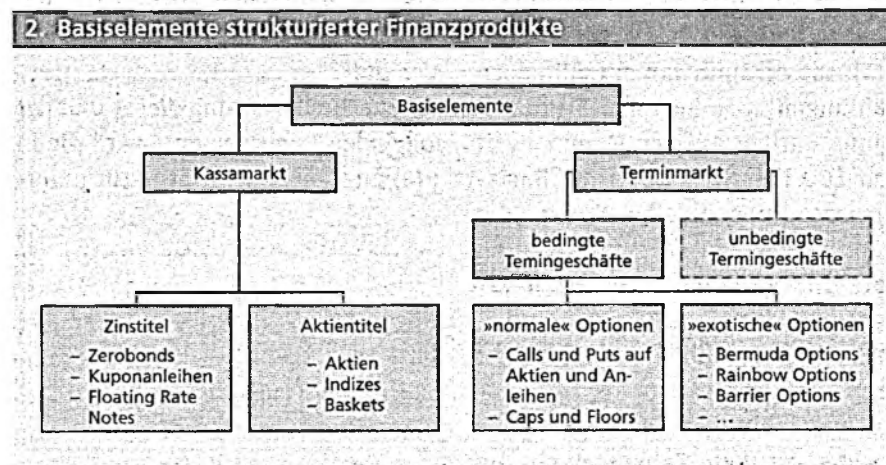 2. Basiselemente strukturierter Finanzprodukte
Basiselemente
Kassamarkt
Terminmarkt
bedingte
Temingeschäfte
unbedingte
Termingeschäfte
Zinstitel
– Zerobonds
– Kuponanleihen
– Floating Rate
Notes
Aktientitel
– Aktien
– Indizes
– Baskets
»normale« Optionen
– Calls und Puts auf
Aktien und An-
leihen
– Caps und Floors
»exotische« Optionen
– Bermuda Options
– Rainbow Options
– Barrier Options
– ...